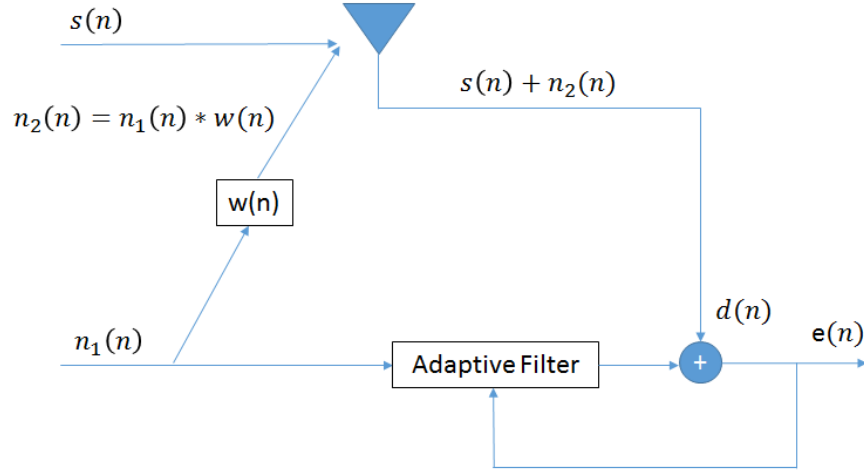 s(n)
s(n) + n₂(n)
n₂(n) = n₁(n) * w(n)
w(n)
d(n)
e(n)
n₁(n)
Adaptive Filter
+